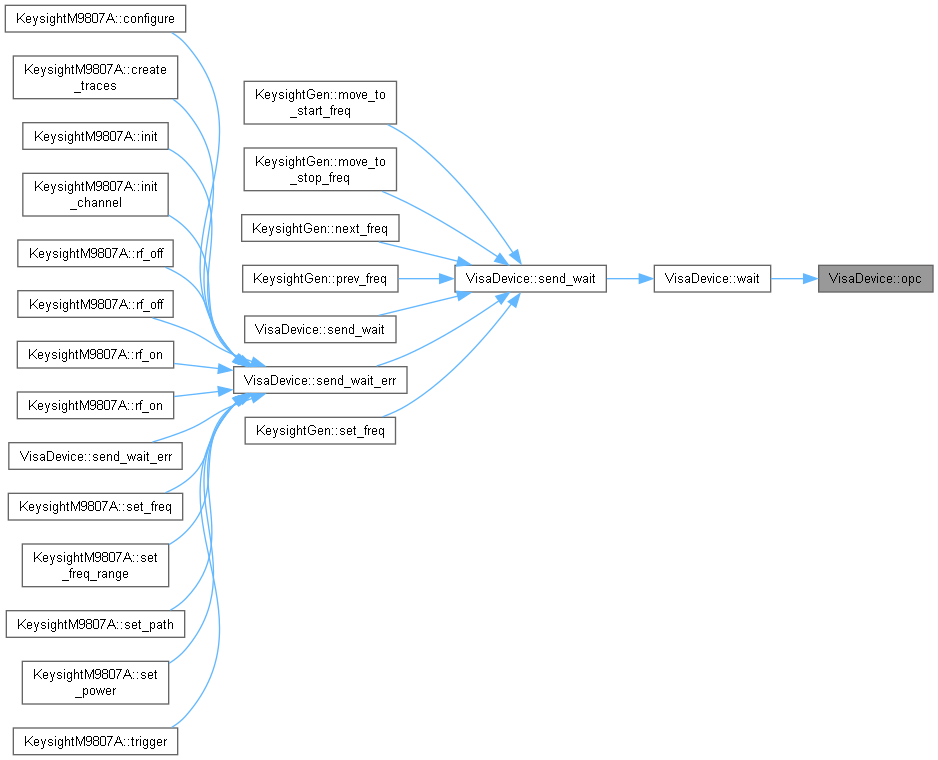 KeysightM9807A::configure
KeysightM9807A::create
_traces
KeysightM9807A::init
KeysightM9807A::init
_channel
KeysightM9807A::rf_off
KeysightM9807A::rf_off
KeysightM9807A::rf_on
KeysightM9807A::rf_on
VisaDevice::send_wait_err
KeysightM9807A::set_freq
KeysightM9807A::set
_freq_range
KeysightM9807A::set_path
KeysightM9807A::set
_power
KeysightM9807A::trigger
KeysightGen::move_to
_start_freq
KeysightGen::move_to
_stop_freq
KeysightGen::next_freq
KeysightGen::prev_freq
VisaDevice::send_wait
VisaDevice::send_wait_err
KeysightGen::set_freq
VisaDevice::send_wait
VisaDevice::wait
VisaDevice::opc